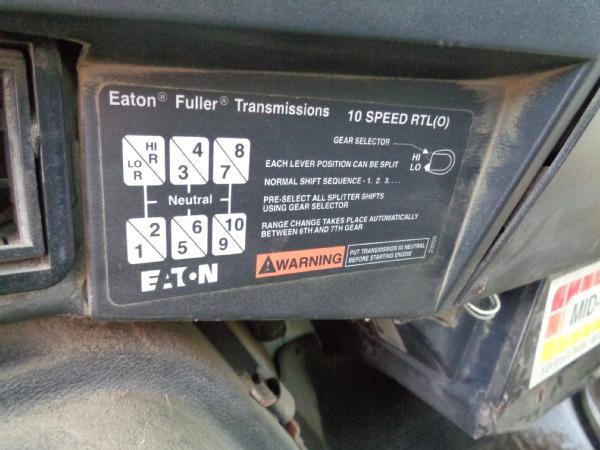 Eaton® Fuller® Transmissions 10 SPEED RTL(O)
GEAR SELECTOR
HI
LO
HI R
LO R
4
3
8
7
EACH LEVER POSITION CAN BE SPLIT
NORMAL SHIFT SEQUENCE - 1. 2. 3. . . .
Neutral
PRE-SELECT ALL SPLITTER SHIFTS
USING GEAR SELECTOR
2
1
6
5
10
9
RANGE CHANGE TAKES PLACE AUTOMATICALLY
BETWEEN 6TH AND 7TH GEAR
EATON
WARNING
PUT TRANSMISSION IN NEUTRAL
BEFORE STARTING ENGINE
MID-